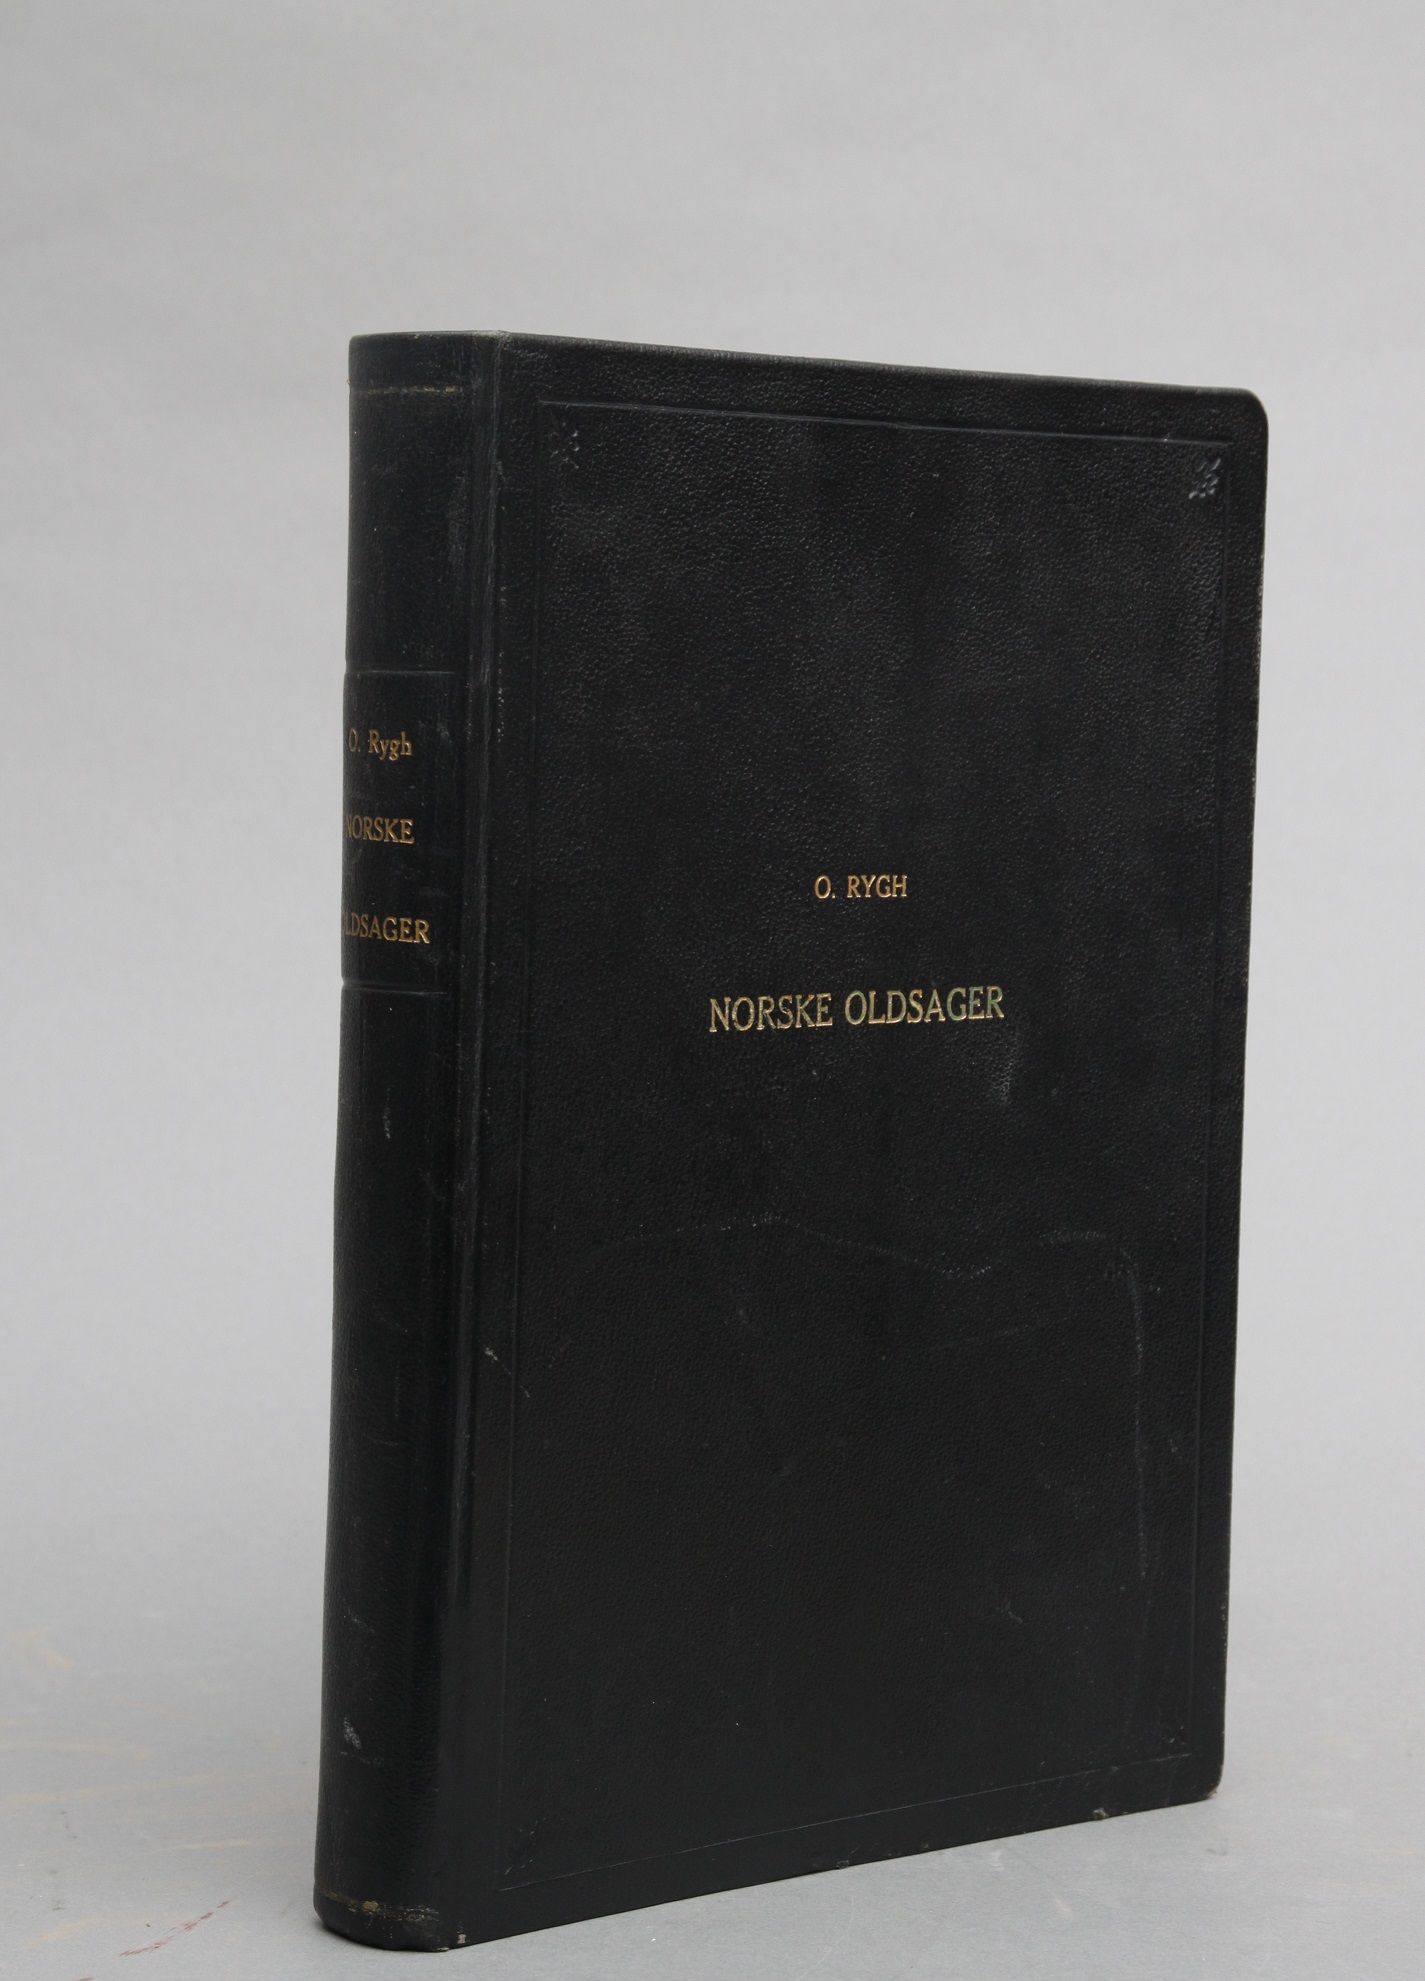 O. Rygh
NORSKE
OLDSAGER
O. RYGH
NORSKE OLDSAGER